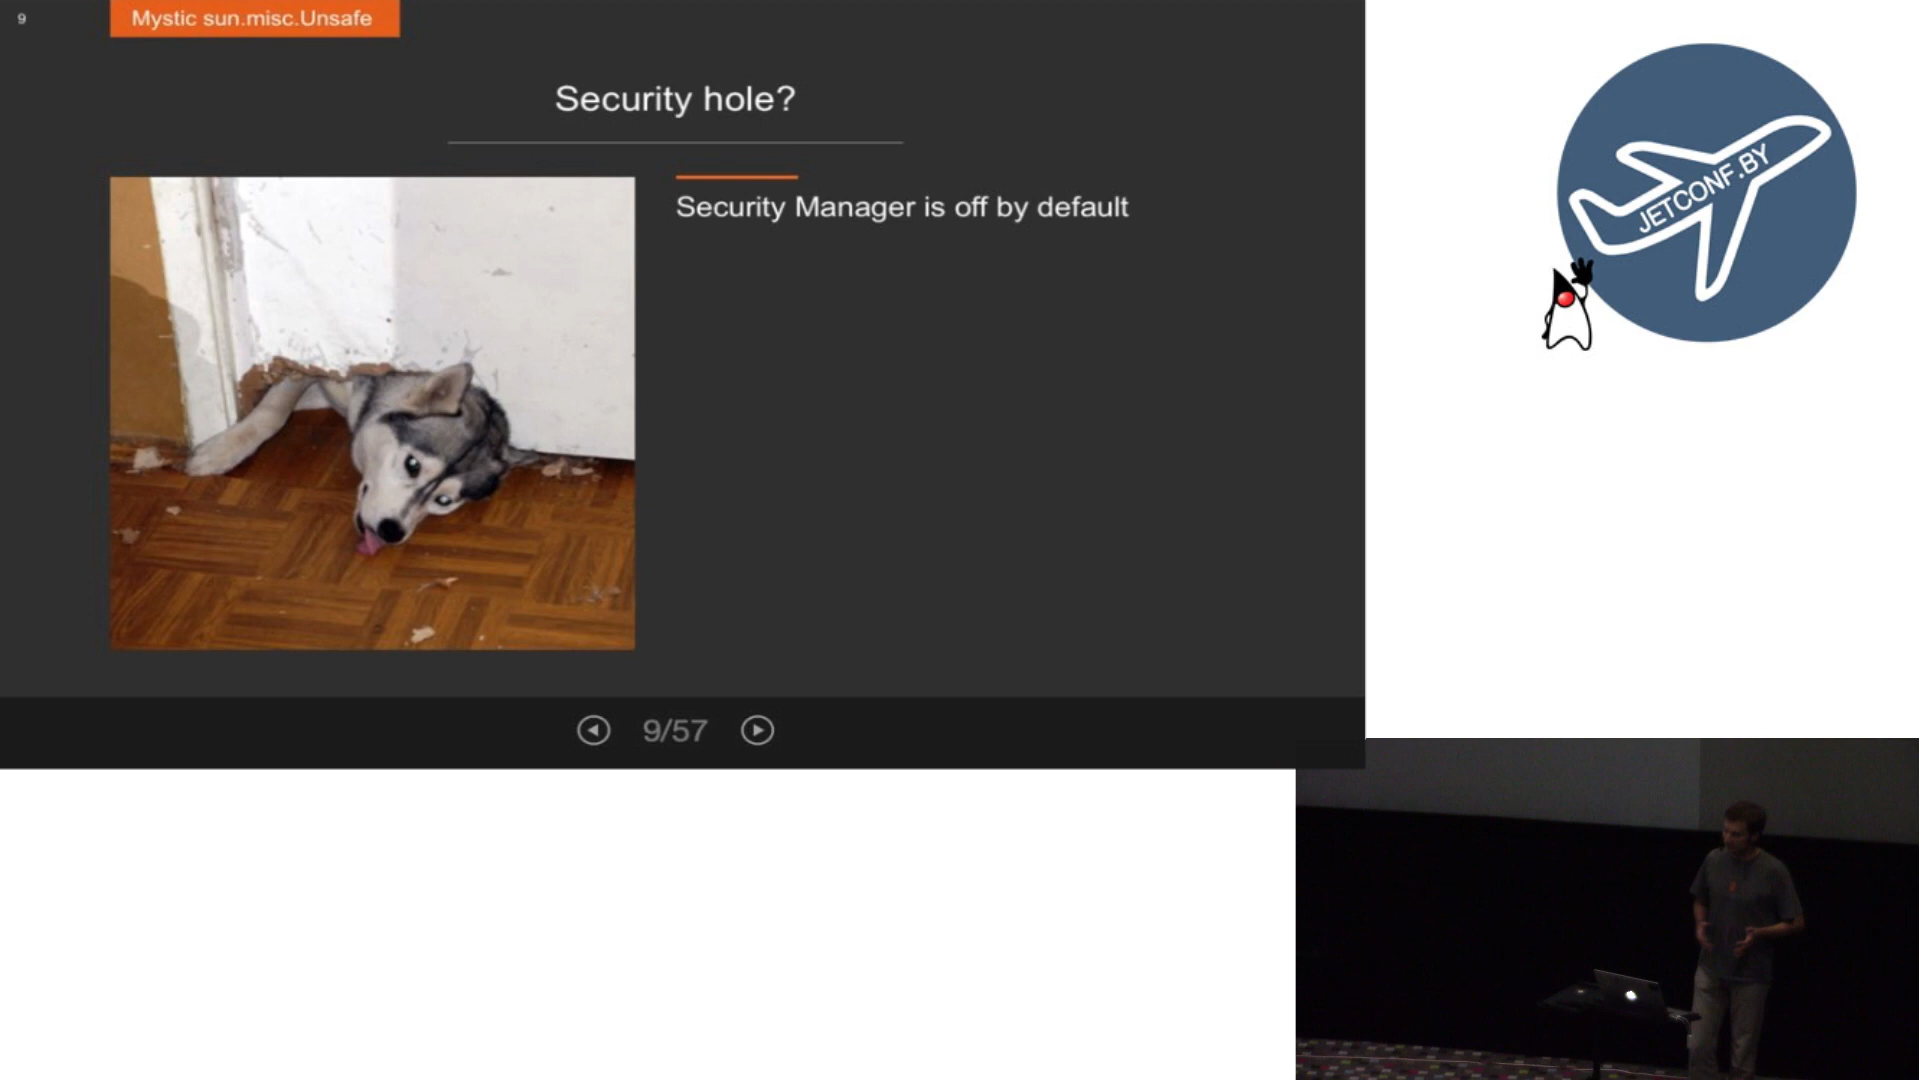 9
Mystic sun.misc.Unsafe
Security hole?
Security Manager is off by default
9/57
JETCONF.BY